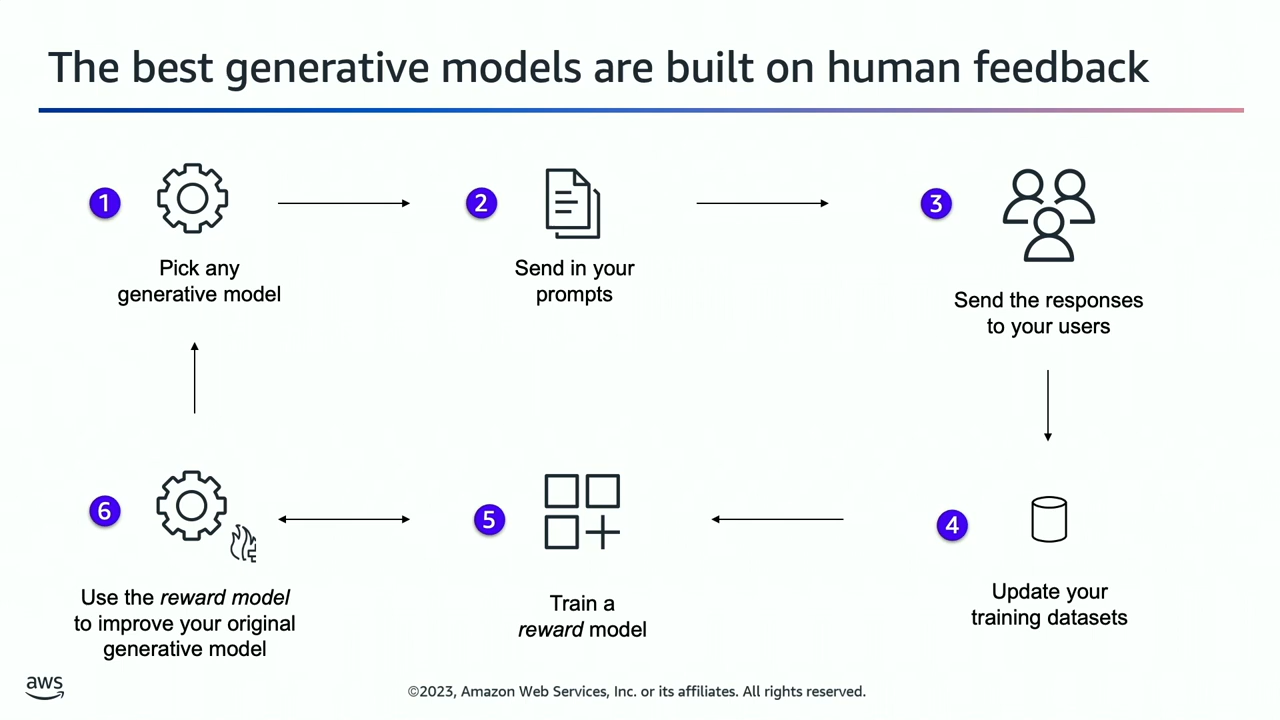 The best generative models are built on human feedback
1
Pick any
generative model
2
Send in your
prompts
3
Send the responses
to your users
4
Update your
training datasets
5
Train a
reward model
6
Use the reward model
to improve your original
generative model
aws
©2023, Amazon Web Services, Inc. or its affiliates. All rights reserved.